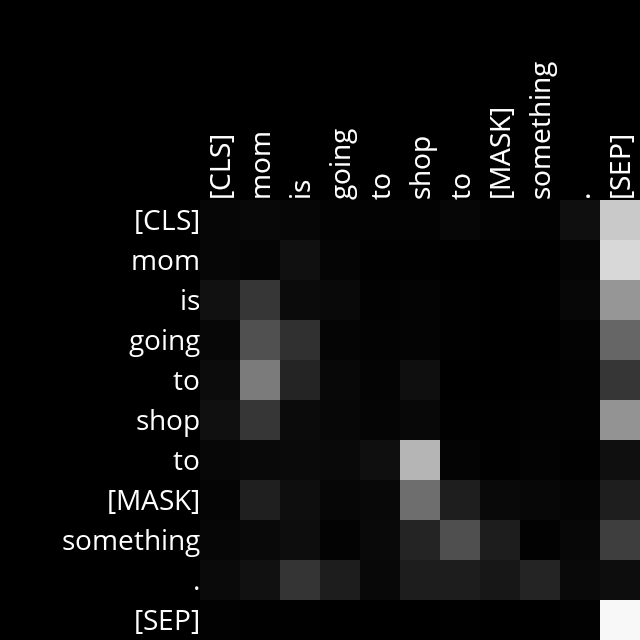 [CLS] mom is going to shop to [MASK] something . [SEP]
[CLS]
mom
is
going
to
shop
to
[MASK]
something
.
[SEP]